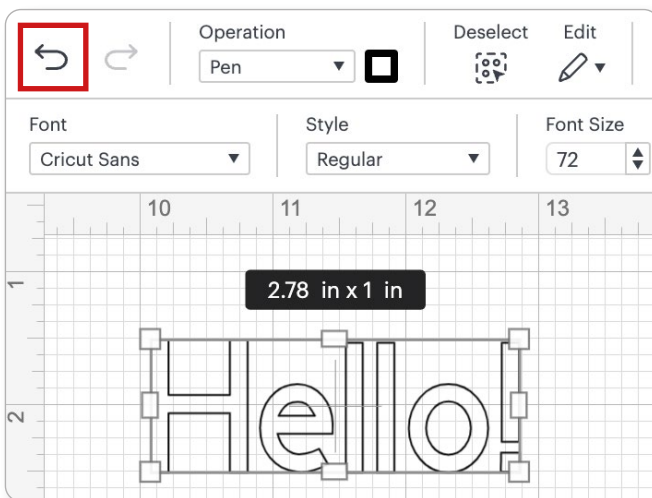 Operation
Deselect
Edit
Pen
Font
Style
Font Size
Cricut Sans
Regular
72
10 11 12 13
1
2.78 in x 1 in
Hello!
2